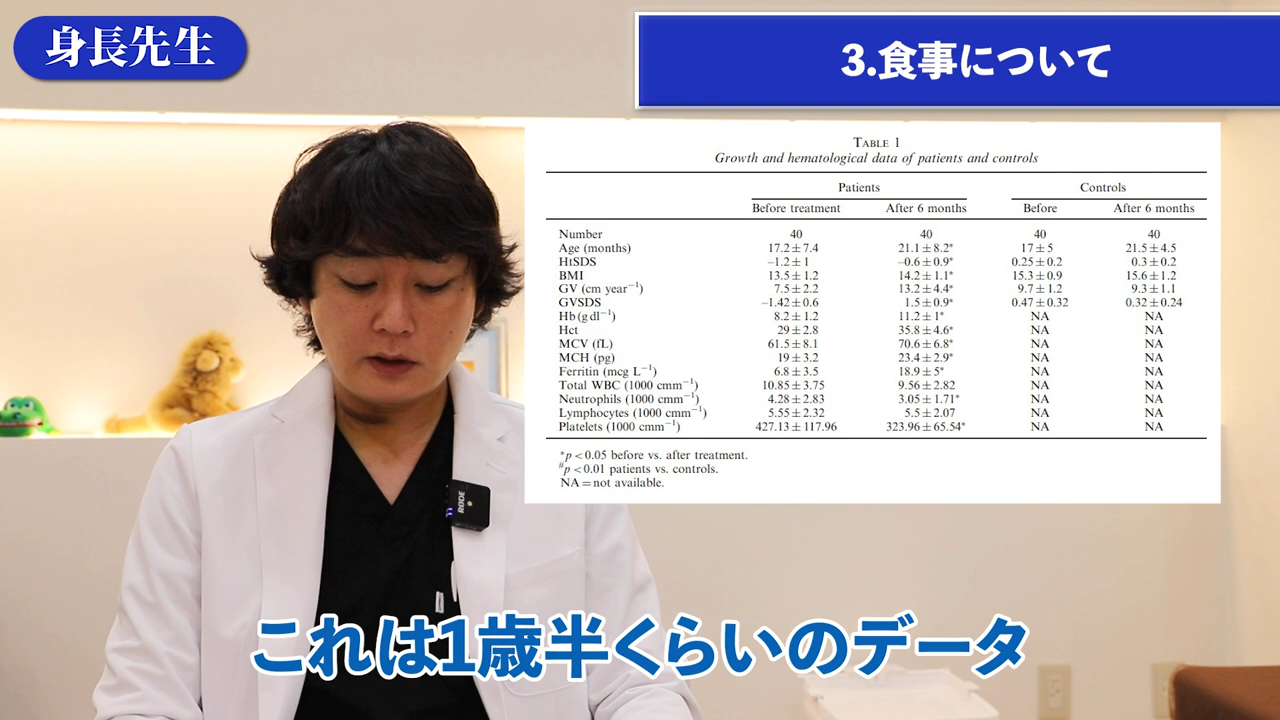 身長先生
3.食事について
TABLE 1
Growth and hematological data of patients and controls
Patients Controls
Before treatment After 6 months Before After 6 months
Number 40 40 40 40
Age (months) 17.2±7.4 21.1±8.2* 17±5 21.5±4.5
HtSDS –1.2±1 –0.6±0.9* 0.25±0.2 0.3±0.2
BMI 13.5±1.2 14.2±1.1* 15.3±0.9 15.6±1.2
GV (cm year⁻¹) 7.5±2.2 13.2±4.4* 9.7±1.2 9.3±1.1
GVSDS –1.42±0.6 1.5±0.9* 0.47±0.32 0.32±0.24
Hb (g dl⁻¹) 8.2±1.2 11.2±1* NA NA
Hct 29±2.8 35.8±4.6* NA NA
MCV (fL) 61.5±8.1 70.6±6.8* NA NA
MCH (pg) 19±3.2 23.4±2.9* NA NA
Ferritin (mcg L⁻¹) 6.8±3.5 18.9±5* NA NA
Total WBC (1000 cmm⁻¹) 10.85±3.75 9.56±2.82 NA NA
Neutrophils (1000 cmm⁻¹) 4.28±2.83 3.05±1.71* NA NA
Lymphocytes (1000 cmm⁻¹) 5.55±2.32 5.5±2.07 NA NA
Platelets (1000 cmm⁻¹) 427.13±117.96 323.96±65.54* NA NA
*p<0.05 before vs. after treatment.
#p<0.01 patients vs. controls.
NA=not available.
RØDE
これは1歳半くらいのデータ